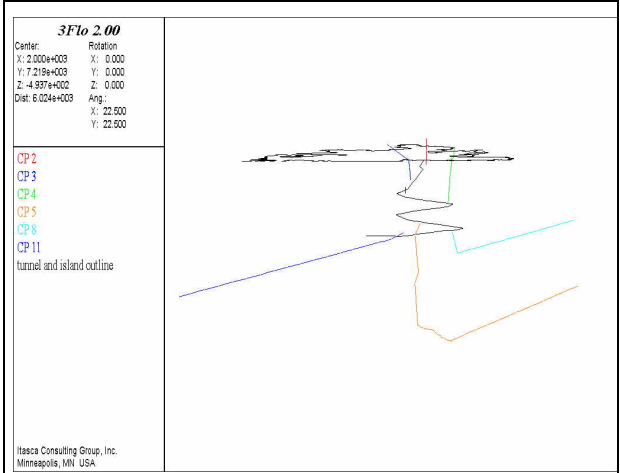 3Flo 2.00
Center: Rotation
X: 2.000e+003 X: 0.000
Y: 7.219e+003 Y: 0.000
Z: -4.937e+002 Z: 0.000
Dist: 6.024e+003 Ang.:
X: 22.500
Y: 22.500
CP 2
CP 3
CP 4
CP 5
CP 8
CP 11
tunnel and island outline
Itasca Consulting Group, Inc.
Minneapolis, MN USA